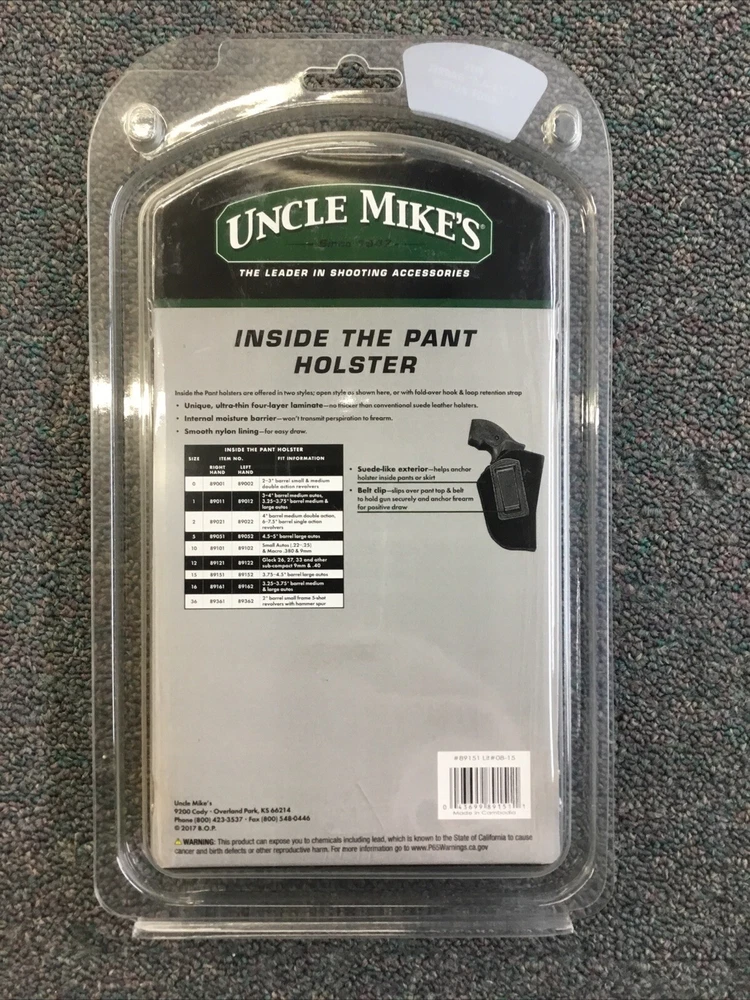 UNCLE MIKE'S®
Since 1947
THE LEADER IN SHOOTING ACCESSORIES
INSIDE THE PANT
HOLSTER
Inside the Pant holsters are offered in two styles; open style as shown here, or with fold-over hook & loop retention strap
• Unique, ultra-thin four-layer laminate—no thicker than conventional suede leather holsters.
• Internal moisture barrier—won't transmit perspiration to firearm.
• Smooth nylon lining—for easy draw.
INSIDE THE PANT HOLSTER
SIZE ITEM NO. FIT INFORMATION
RIGHT HAND LEFT HAND
0 89001 89002 2-3" barrel small & medium
double action revolvers
1 89011 89012 3-4" barrel medium autos,
3.25-3.75" barrel medium &
large autos
2 89021 89022 4" barrel medium double action,
6-7.5" barrel single action
revolvers
5 89051 89052 4.5-5" barrel large autos
10 89101 89102 Small Autos (.22-.25)
& Macro .380 & 9mm
12 89121 89122 Glock 26, 27, 33 and other
sub-compact 9mm & .40
15 89151 89152 3.75-4.5" barrel large autos
16 89161 89162 3.25-3.75" barrel medium
& large autos
36 89361 89362 2" barrel small frame 5-shot
revolvers with hammer spur
• Suede-like exterior—helps anchor
holster inside pants or skirt
• Belt clip—slips over pant top & belt
to hold gun securely and anchor firearm
for positive draw
#89151 Lt#08-15
0 43699 89151 1
Made in Cambodia
Uncle Mike's
9200 Cody • Overland Park, KS 66214
Phone (800) 423-3537 • Fax (800) 548-0446
© 2017 B.O.P.
WARNING: This product can expose you to chemicals including lead, which is known to the State of California to cause
cancer and birth defects or other reproductive harm. For more information go to www.P65Warnings.ca.gov